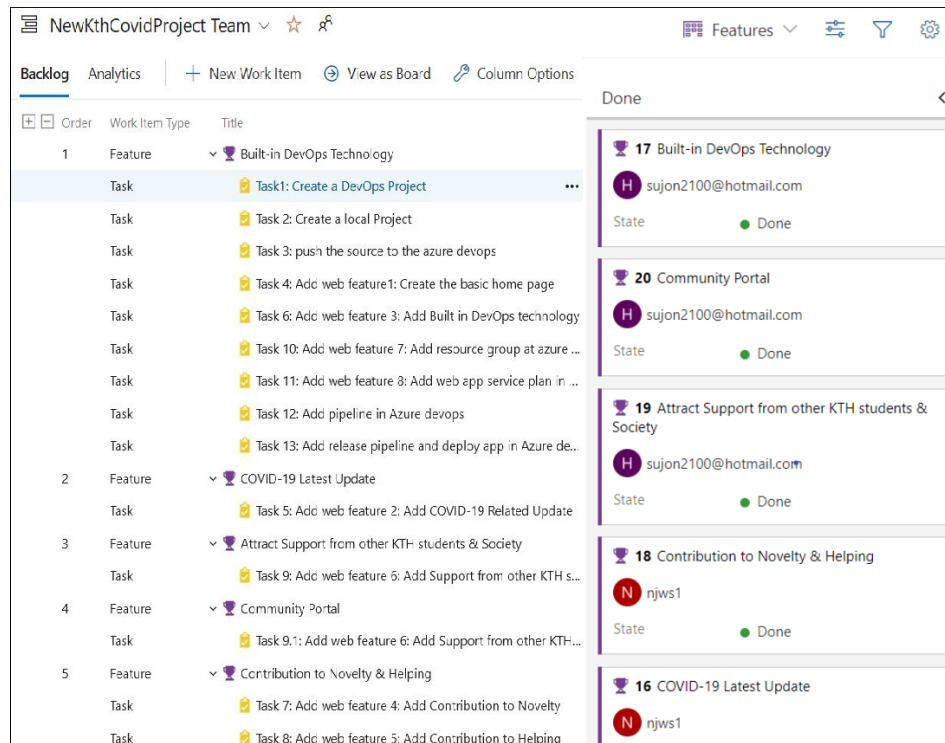 NewKthCovidProject Team
Backlog
Analytics
New Work Item
View as Board
Column Options
Order
Work Item Type
Title
1 Feature Built-in DevOps Technology
Task Task1: Create a DevOps Project ...
Task Task 2: Create a local Project
Task Task 3: push the source to the azure devops
Task Task 4: Add web feature1: Create the basic home page
Task Task 6: Add web feature 3: Add Built in DevOps technology
Task Task 10: Add web feature 7: Add resource group at azure ...
Task Task 11: Add web feature 8: Add web app service plan in ...
Task Task 12: Add pipeline in Azure devops
Task Task 13: Add release pipeline and deploy app in Azure de...
2 Feature COVID-19 Latest Update
Task Task 5: Add web feature 2: Add COVID-19 Related Update
3 Feature Attract Support from other KTH students & Society
Task Task 9: Add web feature 6: Add Support from other KTH s...
4 Feature Community Portal
Task Task 9.1: Add web feature 6: Add Support from other KTH...
5 Feature Contribution to Novelty & Helping
Task Task 7: Add web feature 4: Add Contribution to Novelty
Task Task 8: Add web feature 5: Add Contribution to Helping
Features
Done
17 Built-in DevOps Technology
H sujon2100@hotmail.com
State Done
20 Community Portal
H sujon2100@hotmail.com
State Done
19 Attract Support from other KTH students &
Society
H sujon2100@hotmail.com
State Done
18 Contribution to Novelty & Helping
N njws1
State Done
16 COVID-19 Latest Update
N njws1